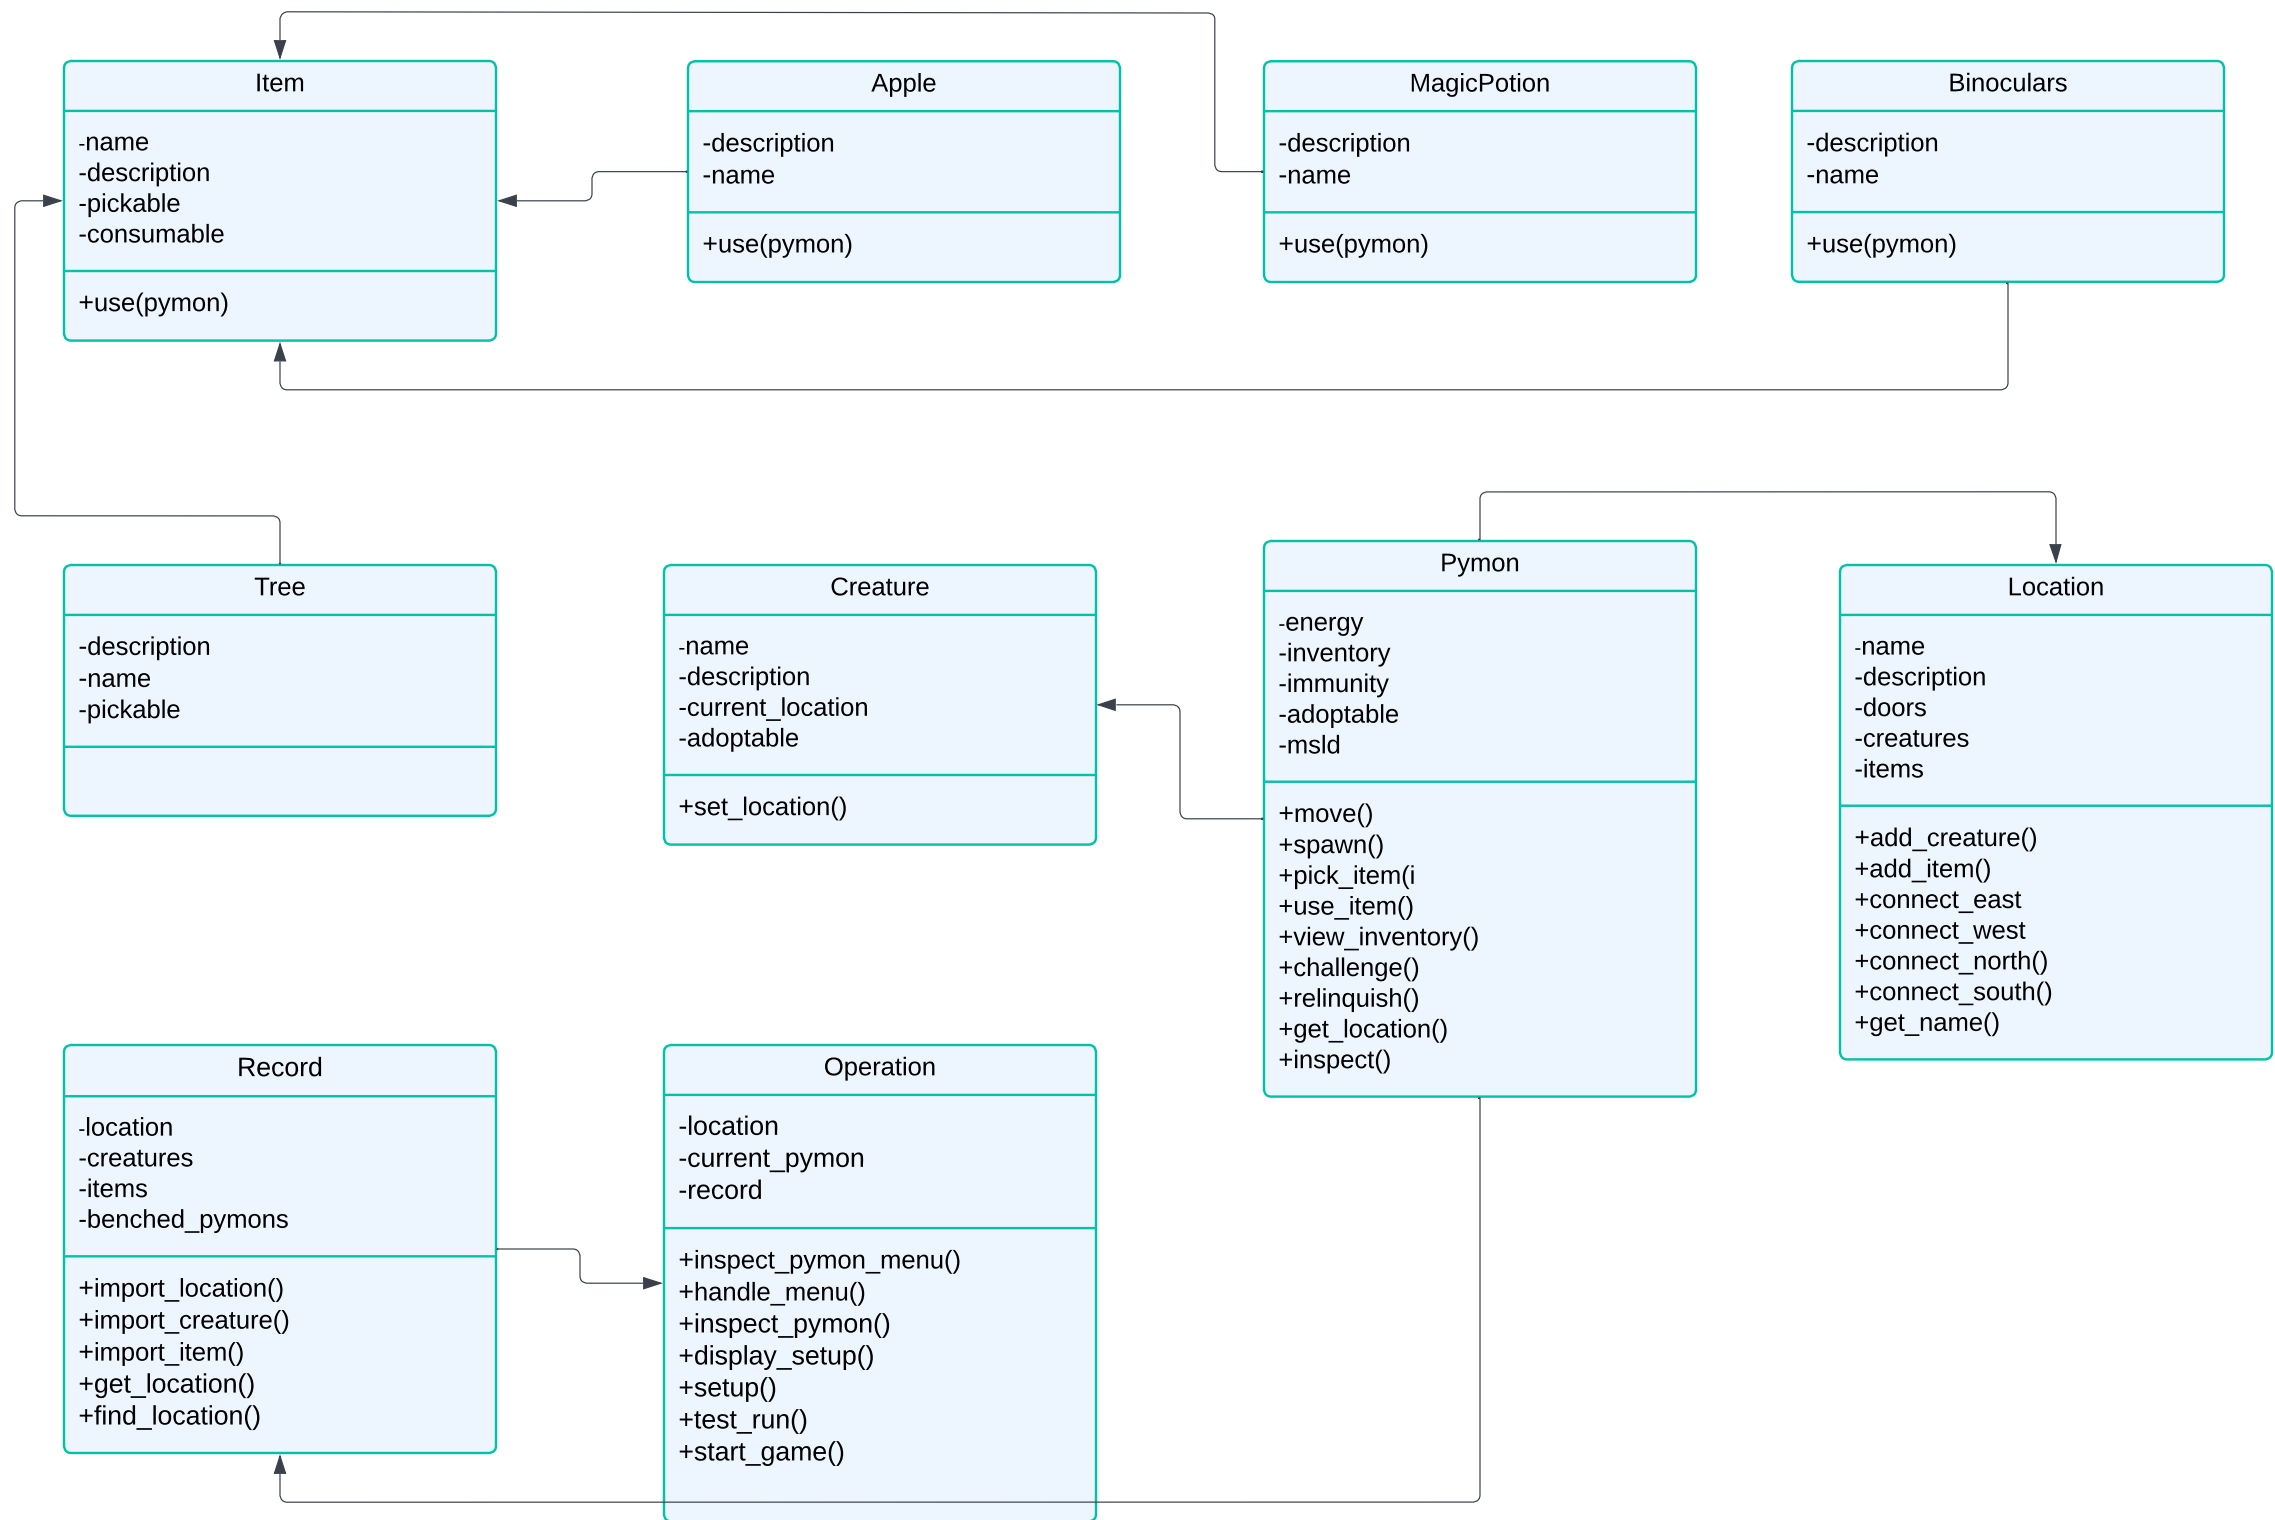 Item
-name
-description
-pickable
-consumable
+use(pymon)
Apple
-description
-name
+use(pymon)
MagicPotion
-description
-name
+use(pymon)
Binoculars
-description
-name
+use(pymon)
Tree
-description
-name
-pickable
Creature
-name
-description
-current_location
-adoptable
+set_location()
Pymon
-energy
-inventory
-immunity
-adoptable
-msld
+move()
+spawn()
+pick_item(i
+use_item()
+view_inventory()
+challenge()
+relinquish()
+get_location()
+inspect()
Location
-name
-description
-doors
-creatures
-items
+add_creature()
+add_item()
+connect_east
+connect_west
+connect_north()
+connect_south()
+get_name()
Record
-location
-creatures
-items
-benched_pymons
+import_location()
+import_creature()
+import_item()
+get_location()
+find_location()
Operation
-location
-current_pymon
-record
+inspect_pymon_menu()
+handle_menu()
+inspect_pymon()
+display_setup()
+setup()
+test_run()
+start_game()